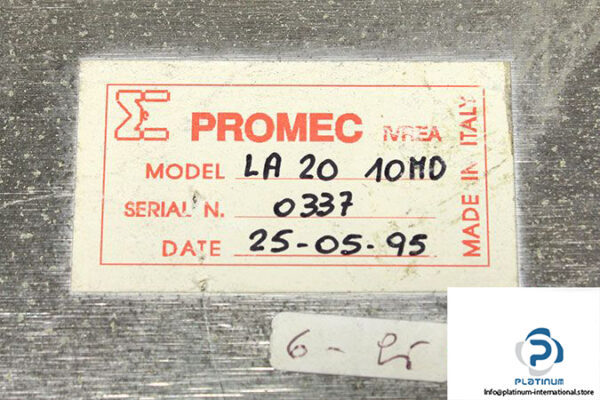 PROMEC IVREA
MODEL LA 20 10MD
SERIAL N. 0337
DATE 25-05-95
MADE IN ITALY
6 -
PLATINUM
Info@platinum-international.store